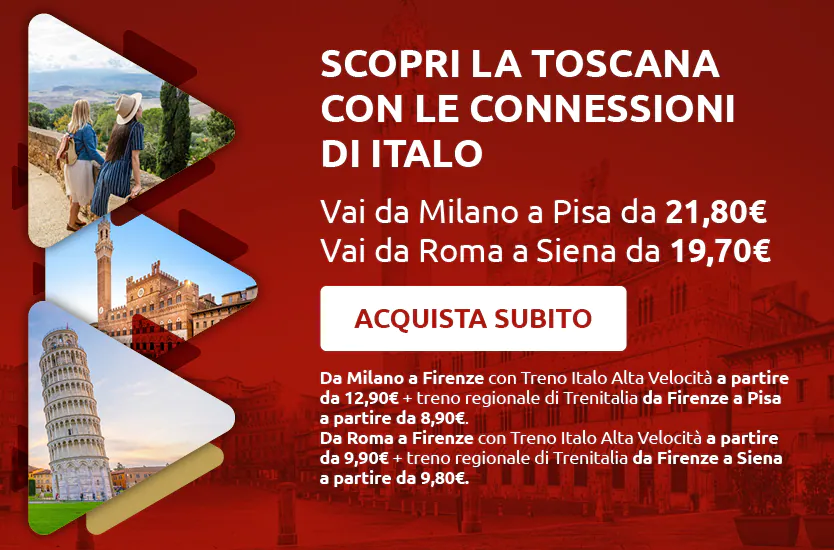 SCOPRI LA TOSCANA
CON LE CONNESSIONI
DI ITALO
Vai da Milano a Pisa da 21,80€
Vai da Roma a Siena da 19,70€
ACQUISTA SUBITO
Da Milano a Firenze con Treno Italo Alta Velocità a partire
da 12,90€ + treno regionale di Trenitalia da Firenze a Pisa
a partire da 8,90€.
Da Roma a Firenze con Treno Italo Alta Velocità a partire
da 9,90€ + treno regionale di Trenitalia da Firenze a Siena
a partire da 9,80€.